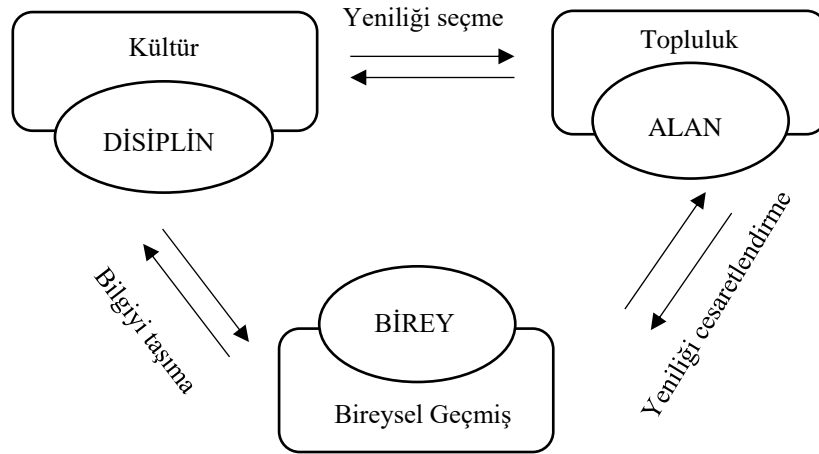 Yeniliği seçme
Kültür
Topluluk
DİSİPLİN
ALAN
Bilgiyi taşıma
Yeniliği cesaretlendirme
BİREY
Bireysel Geçmiş